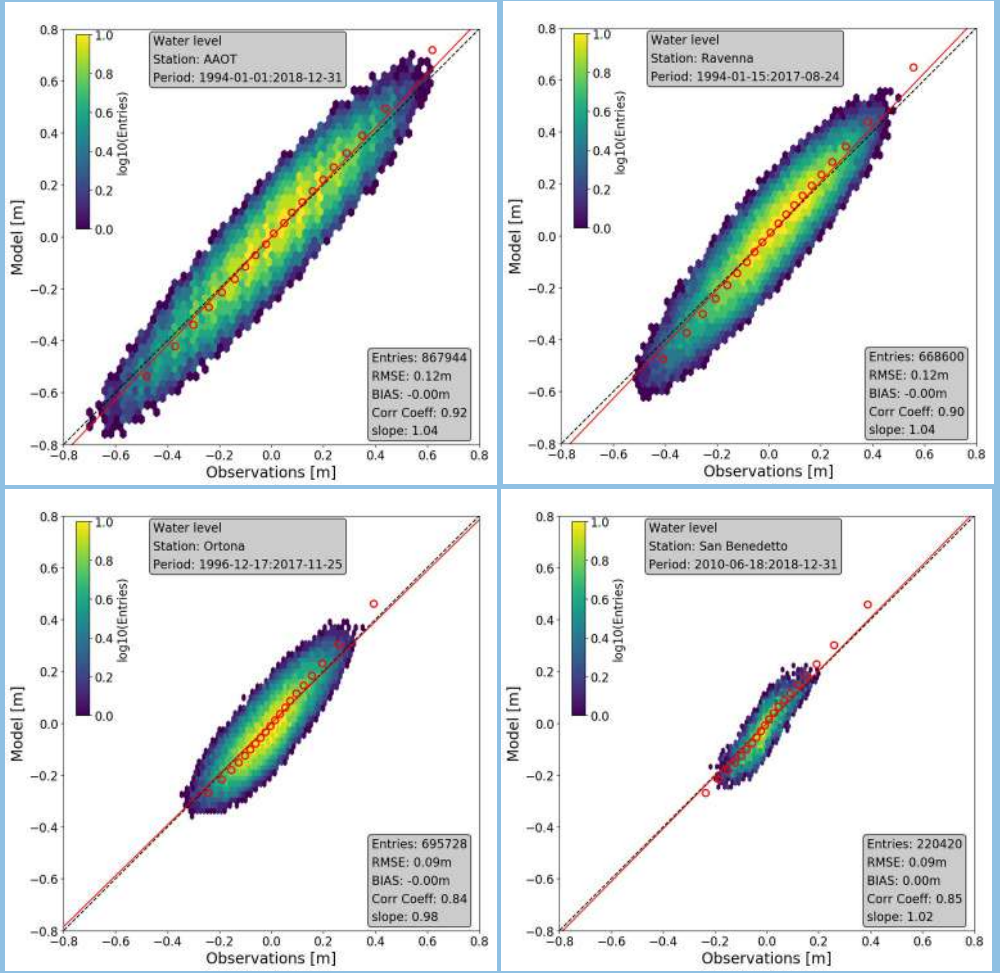 0.8
0.6
0.4
0.2
0.0
−0.2
−0.4
−0.6
−0.8
Model [m]
1.0
0.8
0.6
0.4
0.2
0.0
log10(Entries)
Water level
Station: AAOT
Period: 1994-01-01:2018-12-31
Entries: 867944
RMSE: 0.12m
BIAS: -0.00m
Corr Coeff: 0.92
slope: 1.04
−0.8 −0.6 −0.4 −0.2 0.0 0.2 0.4 0.6 0.8
Observations [m]
0.8
0.6
0.4
0.2
0.0
−0.2
−0.4
−0.6
−0.8
Model [m]
1.0
0.8
0.6
0.4
0.2
0.0
log10(Entries)
Water level
Station: Ravenna
Period: 1994-01-15:2017-08-24
Entries: 668600
RMSE: 0.12m
BIAS: -0.00m
Corr Coeff: 0.90
slope: 1.04
−0.8 −0.6 −0.4 −0.2 0.0 0.2 0.4 0.6 0.8
Observations [m]
0.8
0.6
0.4
0.2
0.0
−0.2
−0.4
−0.6
−0.8
Model [m]
1.0
0.8
0.6
0.4
0.2
0.0
log10(Entries)
Water level
Station: Ortona
Period: 1996-12-17:2017-11-25
Entries: 695728
RMSE: 0.09m
BIAS: -0.00m
Corr Coeff: 0.84
slope: 0.98
−0.8 −0.6 −0.4 −0.2 0.0 0.2 0.4 0.6 0.8
Observations [m]
0.8
0.6
0.4
0.2
0.0
−0.2
−0.4
−0.6
−0.8
Model [m]
1.0
0.8
0.6
0.4
0.2
0.0
log10(Entries)
Water level
Station: San Benedetto
Period: 2010-06-18:2018-12-31
Entries: 220420
RMSE: 0.09m
BIAS: 0.00m
Corr Coeff: 0.85
slope: 1.02
−0.8 −0.6 −0.4 −0.2 0.0 0.2 0.4 0.6 0.8
Observations [m]